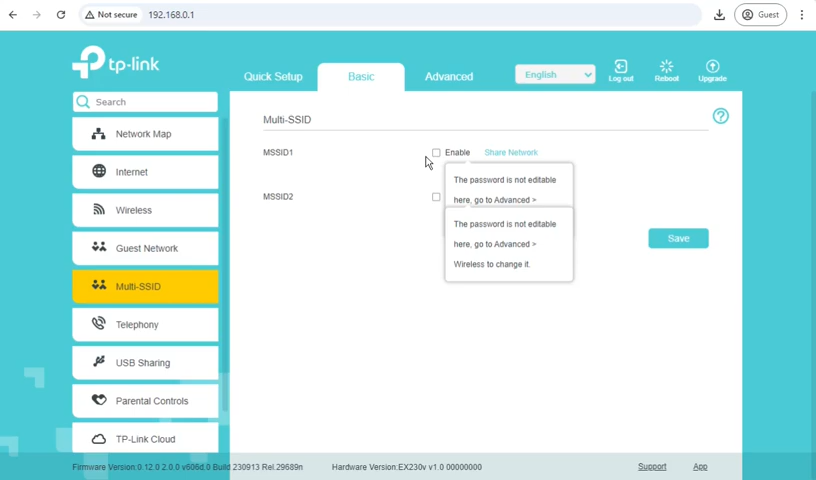 Not secure
192.168.0.1
Guest
tp-link
Quick Setup
Basic
Advanced
English
Log out
Reboot
Upgrade
Search
Network Map
Internet
Wireless
Guest Network
Multi-SSID
Telephony
USB Sharing
Parental Controls
TP-Link Cloud
Multi-SSID
?
MSSID1
Enable
Share Network
The password is not editable
here, go to Advanced >
MSSID2
The password is not editable
here, go to Advanced >
Wireless to change it.
Save
Firmware Version:0.12.0 2.0.0 v606d.0 Build 230913 Rel.29689n
Hardware Version:EX230v v1.0 00000000
Support
App